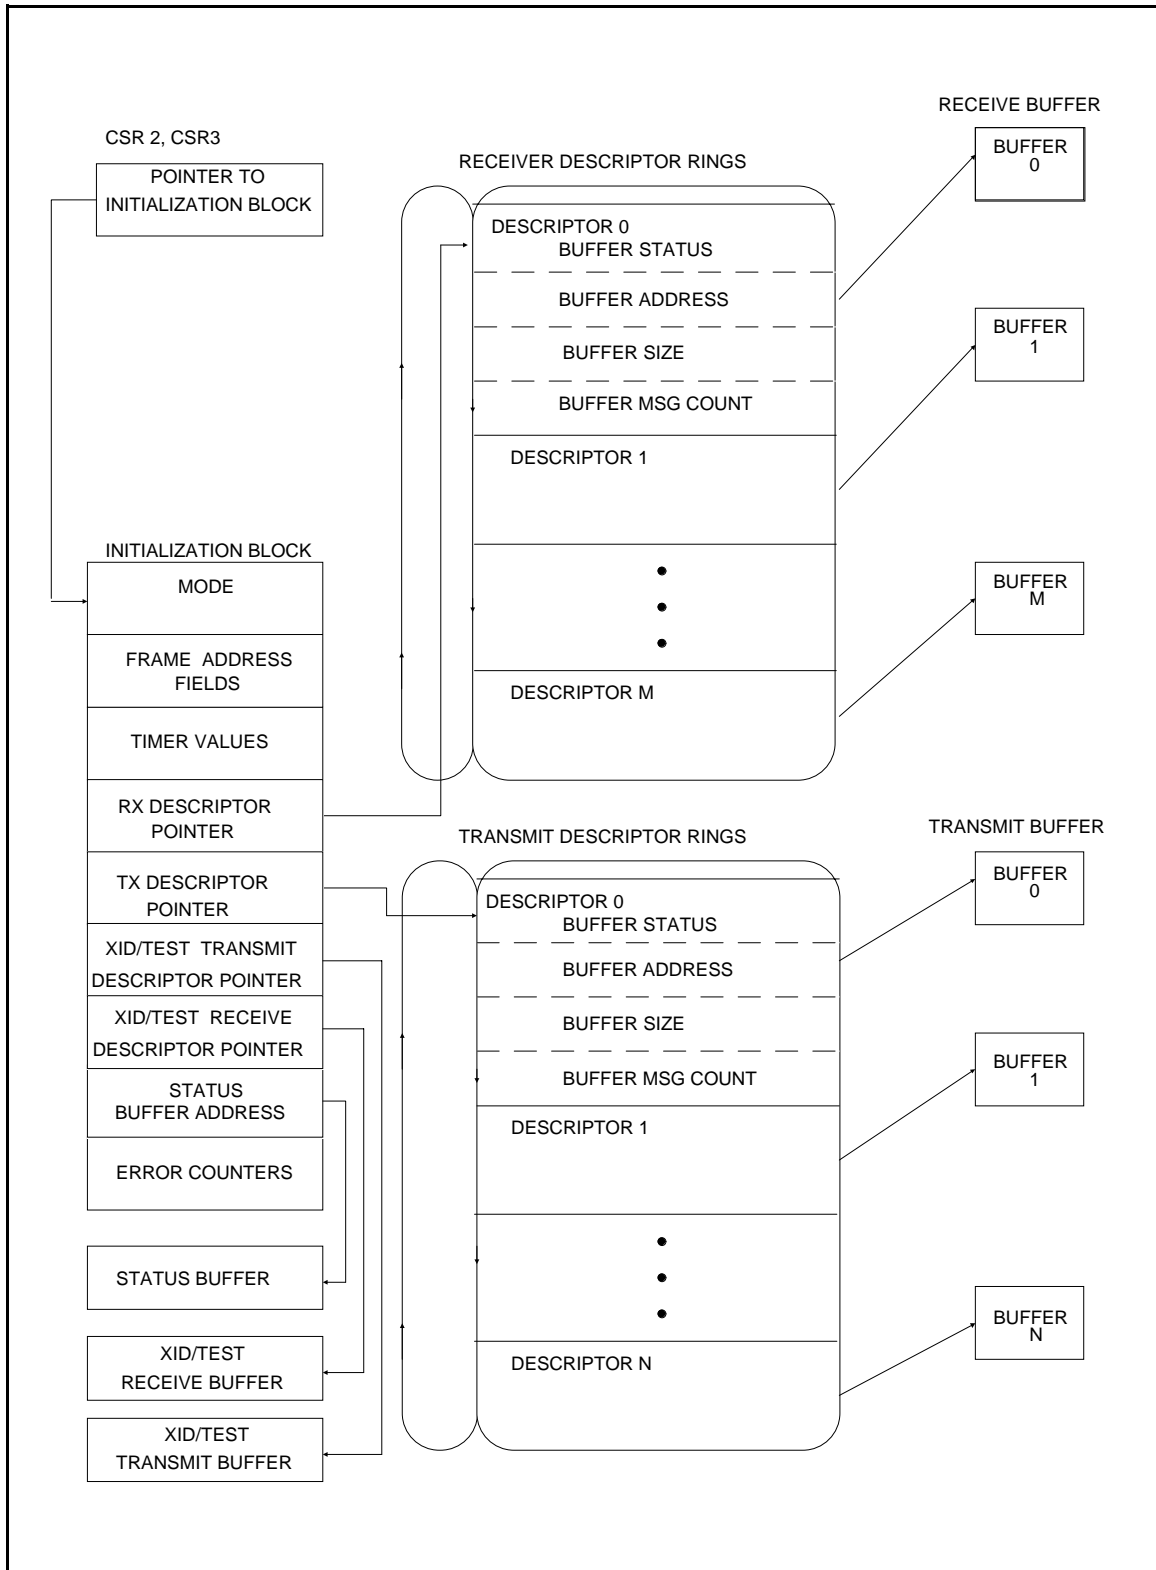 CSR 2, CSR3
POINTER TO
INITIALIZATION BLOCK
INITIALIZATION BLOCK
MODE
FRAME ADDRESS
FIELDS
TIMER VALUES
RX DESCRIPTOR
POINTER
TX DESCRIPTOR
POINTER
XID/TEST TRANSMIT
DESCRIPTOR POINTER
XID/TEST RECEIVE
DESCRIPTOR POINTER
STATUS
BUFFER ADDRESS
ERROR COUNTERS
STATUS BUFFER
XID/TEST
RECEIVE BUFFER
XID/TEST
TRANSMIT BUFFER
RECEIVER DESCRIPTOR RINGS
DESCRIPTOR 0
BUFFER STATUS
BUFFER ADDRESS
BUFFER SIZE
BUFFER MSG COUNT
DESCRIPTOR 1
DESCRIPTOR M
RECEIVE BUFFER
BUFFER
0
BUFFER
1
BUFFER
M
TRANSMIT DESCRIPTOR RINGS
DESCRIPTOR 0
BUFFER STATUS
BUFFER ADDRESS
BUFFER SIZE
BUFFER MSG COUNT
DESCRIPTOR 1
DESCRIPTOR N
TRANSMIT BUFFER
BUFFER
0
BUFFER
1
BUFFER
N